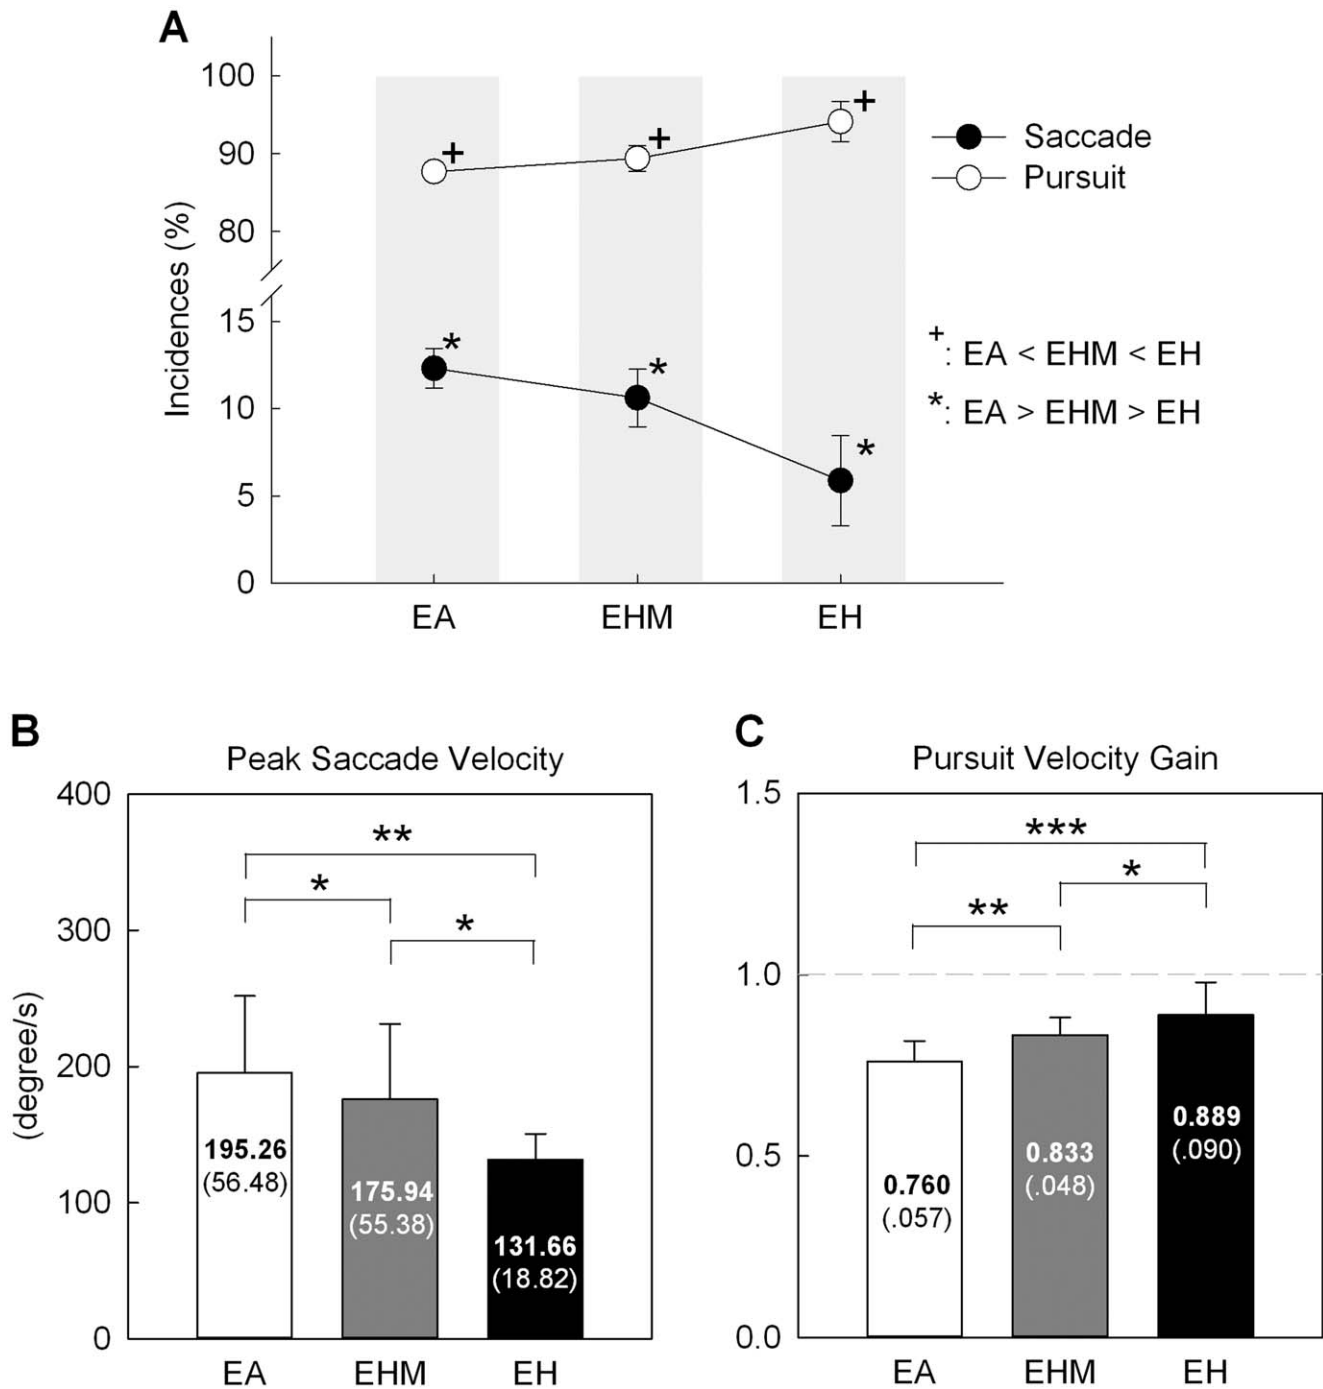 A
100
90
80
15
10
5
0
Incidences (%)
+
+
+
*
*
*
EA
EHM
EH
Saccade
Pursuit
+: EA < EHM < EH
*: EA > EHM > EH
B
Peak Saccade Velocity
400
300
200
100
0
(degree/s)
**
*
*
195.26
(56.48)
175.94
(55.38)
131.66
(18.82)
EA
EHM
EH
C
Pursuit Velocity Gain
1.5
1.0
0.5
0.0
***
*
**
0.760
(.057)
0.833
(.048)
0.889
(.090)
EA
EHM
EH